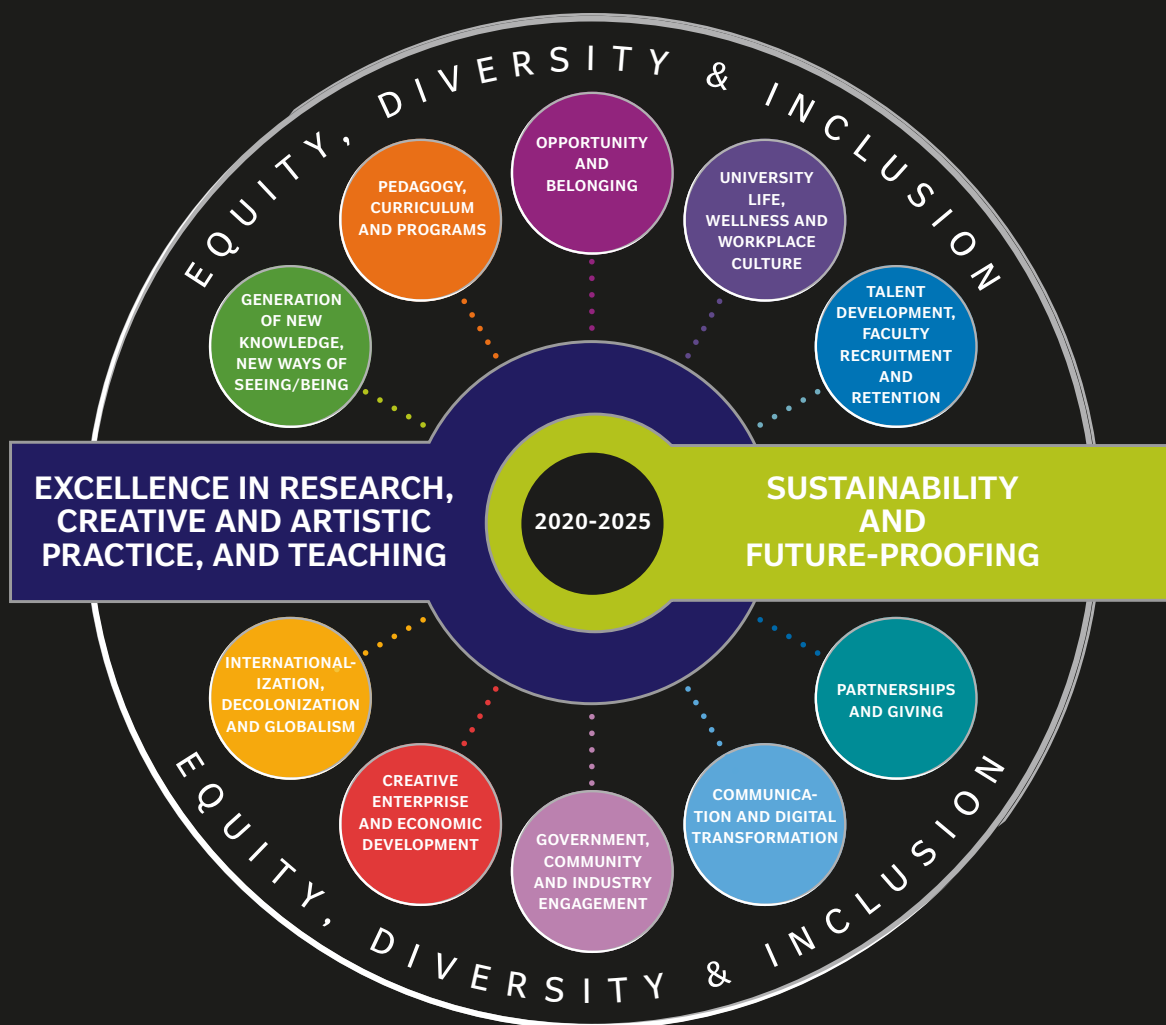 EQUITY, DIVERSITY & INCLUSION
OPPORTUNITY
AND
BELONGING
PEDAGOGY,
CURRICULUM
AND PROGRAMS
UNIVERSITY
LIFE,
WELLNESS AND
WORKPLACE
CULTURE
GENERATION
OF NEW
KNOWLEDGE,
NEW WAYS OF
SEEING/BEING
TALENT
DEVELOPMENT,
FACULTY
RECRUITMENT
AND
RETENTION
EXCELLENCE IN RESEARCH,
CREATIVE AND ARTISTIC
PRACTICE, AND TEACHING
2020-2025
SUSTAINABILITY
AND
FUTURE-PROOFING
INTERNATIONAL-
IZATION,
DECOLONIZATION
AND GLOBALISM
PARTNERSHIPS
AND GIVING
CREATIVE
ENTERPRISE
AND ECONOMIC
DEVELOPMENT
COMMUNICA-
TION AND DIGITAL
TRANSFORMATION
GOVERNMENT,
COMMUNITY
AND INDUSTRY
ENGAGEMENT
EQUITY, DIVERSITY & INCLUSION